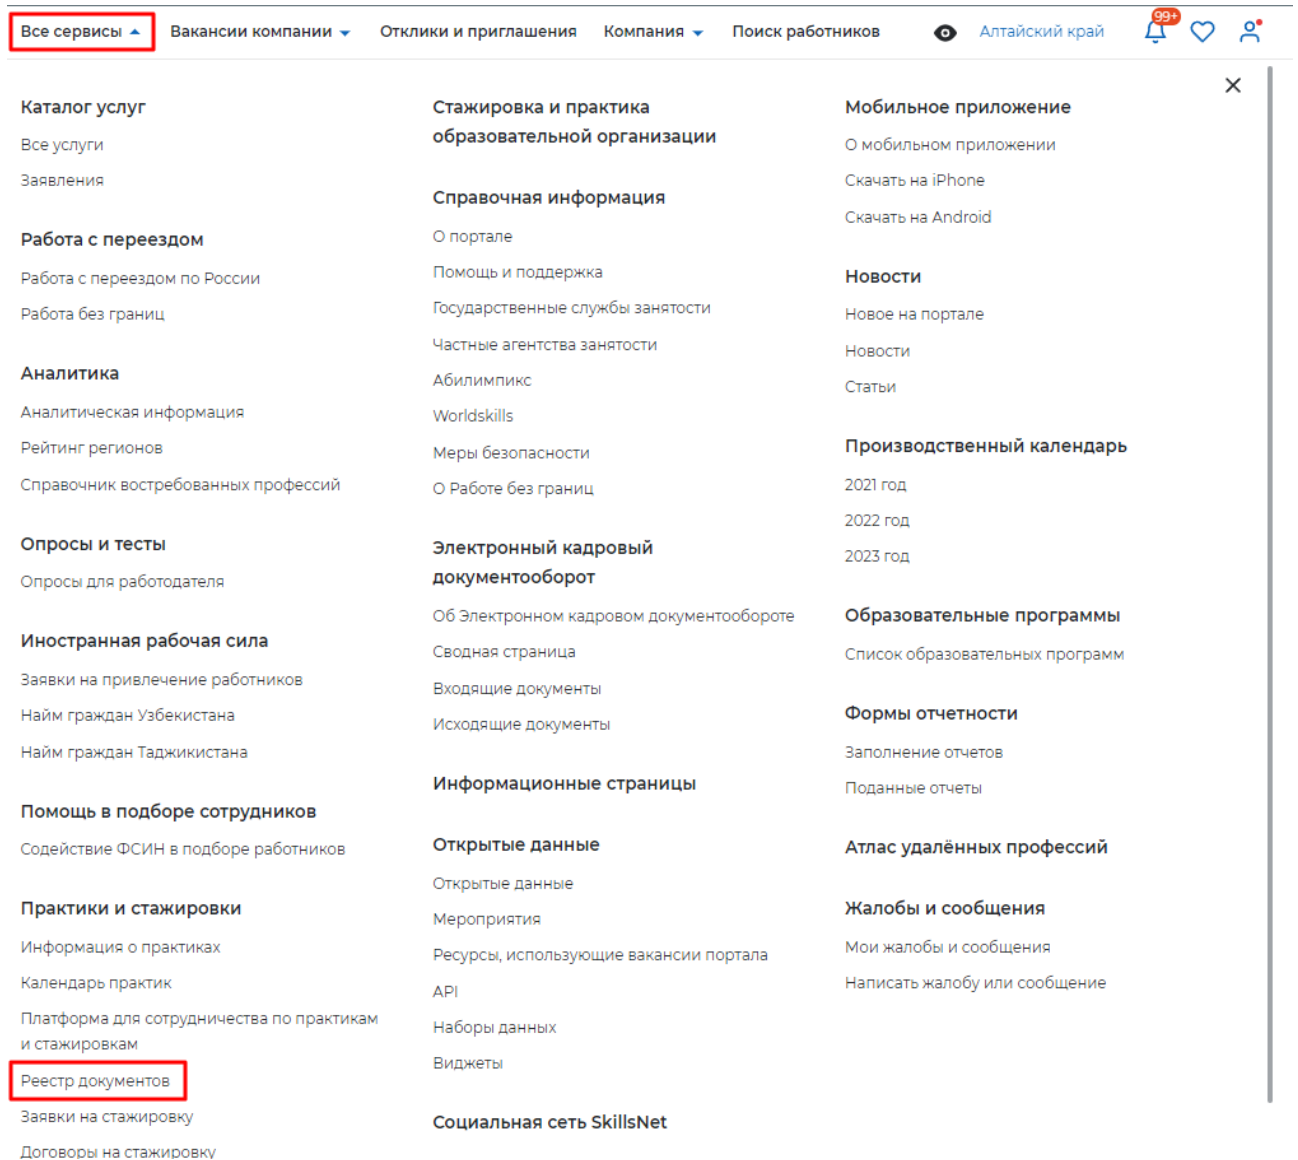 Все сервисы Вакансии компании Отклики и приглашения Компания Поиск работников Алтайский край 99+
Каталог услуг
Все услуги
Заявления
Работа с переездом
Работа с переездом по России
Работа без границ
Аналитика
Аналитическая информация
Рейтинг регионов
Справочник востребованных профессий
Опросы и тесты
Опросы для работодателя
Иностранная рабочая сила
Заявки на привлечение работников
Найм граждан Узбекистана
Найм граждан Таджикистана
Помощь в подборе сотрудников
Содействие ФСИН в подборе работников
Практики и стажировки
Информация о практиках
Календарь практик
Платформа для сотрудничества по практикам
и стажировкам
Реестр документов
Заявки на стажировку
Договоры на стажировку
Стажировка и практика
образовательной организации
Справочная информация
О портале
Помощь и поддержка
Государственные службы занятости
Частные агентства занятости
Абилимпикс
Worldskills
Меры безопасности
О Работе без границ
Электронный кадровый
документооборот
Об Электронном кадровом документообороте
Сводная страница
Входящие документы
Исходящие документы
Информационные страницы
Открытые данные
Открытые данные
Мероприятия
Ресурсы, использующие вакансии портала
API
Наборы данных
Виджеты
Социальная сеть SkillsNet
Мобильное приложение
О мобильном приложении
Скачать на iPhone
Скачать на Android
Новости
Новое на портале
Новости
Статьи
Производственный календарь
2021 год
2022 год
2023 год
Образовательные программы
Список образовательных программ
Формы отчетности
Заполнение отчетов
Поданные отчеты
Атлас удалённых профессий
Жалобы и сообщения
Мои жалобы и сообщения
Написать жалобу или сообщение